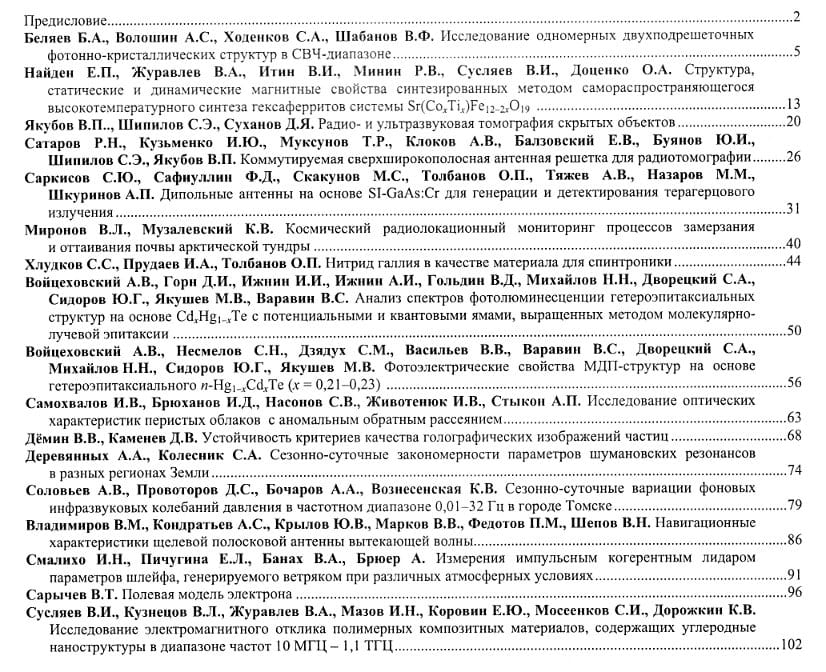 Предисловие...2
Беляев Б.А., Волошин А.С., Ходенков С.А., Шабанов В.Ф. Исследование одномерных двухподрешеточных
фотонно-кристаллических структур в СВЧ-диапазоне...5
Найден Е.П., Журавлев В.А., Итин В.И., Минин Р.В., Сусляев В.И., Доценко О.А. Структура,
статические и динамические магнитные свойства синтезированных методом самораспространяющегося
высокотемпературного синтеза гексаферритов системы Sr(CoₓTiₓ)Fe₁₂₋₂ₓO₁₉ ...13
Якубов В.П.., Шипилов С.Э., Суханов Д.Я. Радио- и ультразвуковая томография скрытых объектов...20
Сатаров Р.Н., Кузьменко И.Ю., Муксунов Т.Р., Клоков А.В., Балзовский Е.В., Буянов Ю.И.,
Шипилов С.Э., Якубов В.П. Коммутируемая сверхширокополосная антенная решетка для радиотомографии...26
Саркисов С.Ю., Сафиуллин Ф.Д., Скакунов М.С., Толбанов О.П., Тяжев А.В., Назаров М.М.,
Шкуринов А.П. Дипольные антенны на основе SI-GaAs:Cr для генерации и детектирования терагерцового
излучения...31
Миронов В.Л., Музалевский К.В. Космический радиолокационный мониторинг процессов замерзания
и оттаивания почвы арктической тундры...40
Хлудков С.С., Прудаев И.А., Толбанов О.П. Нитрид галлия в качестве материала для спинтроники...44
Войцеховский А.В., Горн Д.И., Ижнин И.И., Ижнин А.И., Гольдин В.Д., Михайлов Н.Н., Дворецкий С.А.,
Сидоров Ю.Г., Якушев М.В., Варавин В.С. Анализ спектров фотолюминесценции гетероэпитаксиальных
структур на основе CdₓHg₁₋ₓTe с потенциальными и квантовыми ямами, выращенных методом молекулярно-
лучевой эпитаксии...50
Войцеховский А.В., Несмелов С.Н., Дзядух С.М., Васильев В.В., Варавин В.С., Дворецкий С.А.,
Михайлов Н.Н., Сидоров Ю.Г., Якушев М.В. Фотоэлектрические свойства МДП-структур на основе
гетероэпитаксиального n-Hg₁₋ₓCdₓTe (x = 0,21–0,23) ...56
Самохвалов И.В., Брюханов И.Д., Насонов С.В., Животенюк И.В., Стыкон А.П. Исследование оптических
характеристик перистых облаков с аномальным обратным рассеянием...63
Дёмин В.В., Каменев Д.В. Устойчивость критериев качества голографических изображений частиц...68
Деревянных А.А., Колесник С.А. Сезонно-суточные закономерности параметров шумановских резонансов
в разных регионах Земли...74
Соловьев А.В., Провоторов Д.С., Бочаров А.А., Вознесенская К.В. Сезонно-суточные вариации фоновых
инфразвуковых колебаний давления в частотном диапазоне 0,01–32 Гц в городе Томске...79
Владимиров В.М., Кондратьев А.С., Крылов Ю.В., Марков В.В., Федотов П.М., Шепов В.Н. Навигационные
характеристики щелевой полосковой антенны вытекающей волны...86
Смалихо И.Н., Пичугина Е.Л., Банах В.А., Брюер А. Измерения импульсным когерентным лидаром
параметров шлейфа, генерируемого ветряком при различных атмосферных условиях...91
Сарычев В.Т. Полевая модель электрона...96
Сусляев В.И., Кузнецов В.Л., Журавлев В.А., Мазов И.Н., Коровин Е.Ю., Мосеенков С.И., Дорожкин К.В.
Исследование электромагнитного отклика полимерных композитных материалов, содержащих углеродные
наноструктуры в диапазоне частот 10 МГЦ – 1,1 ТГЦ...102